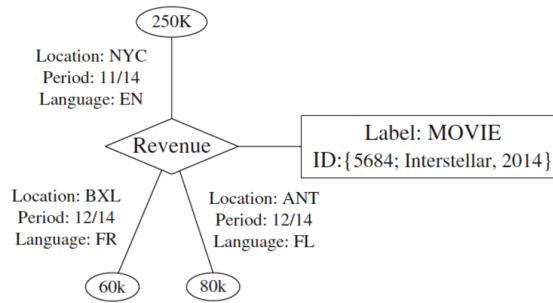 250K
Location: NYC
Period: 11/14
Language: EN
Revenue
Label: MOVIE
ID:{5684; Interstellar, 2014}
Location: BXL
Period: 12/14
Language: FR
Location: ANT
Period: 12/14
Language: FL
60k
80k